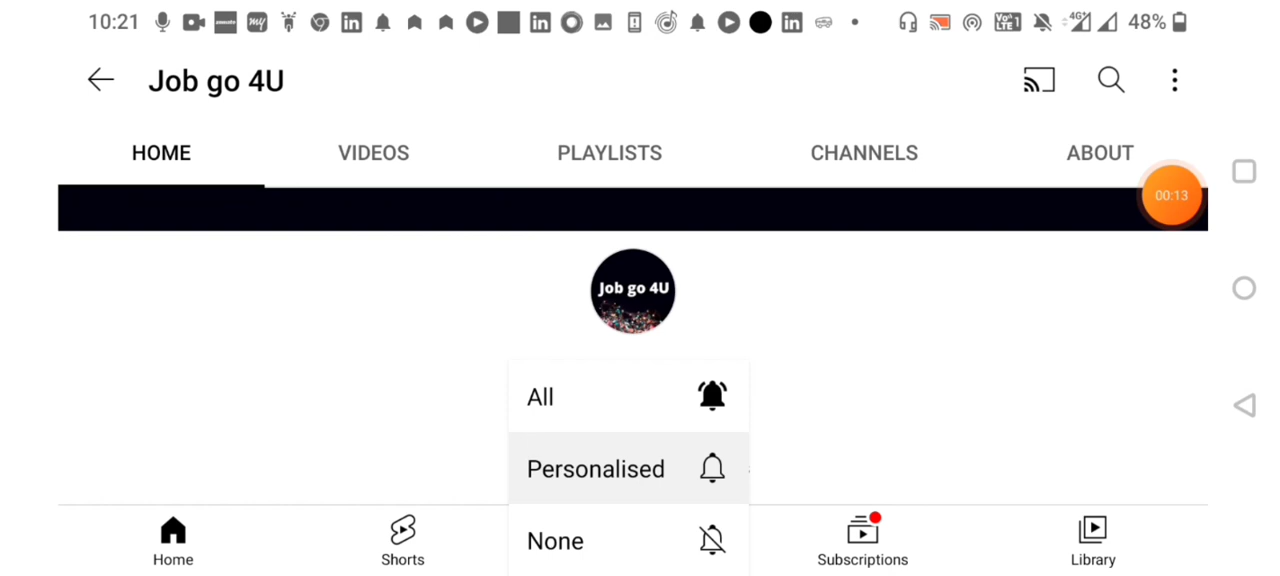 10:21 48%
Job go 4U
HOME VIDEOS PLAYLISTS CHANNELS ABOUT
00:13
Job go 4U
All
Personalised
None
Home Shorts Subscriptions Library